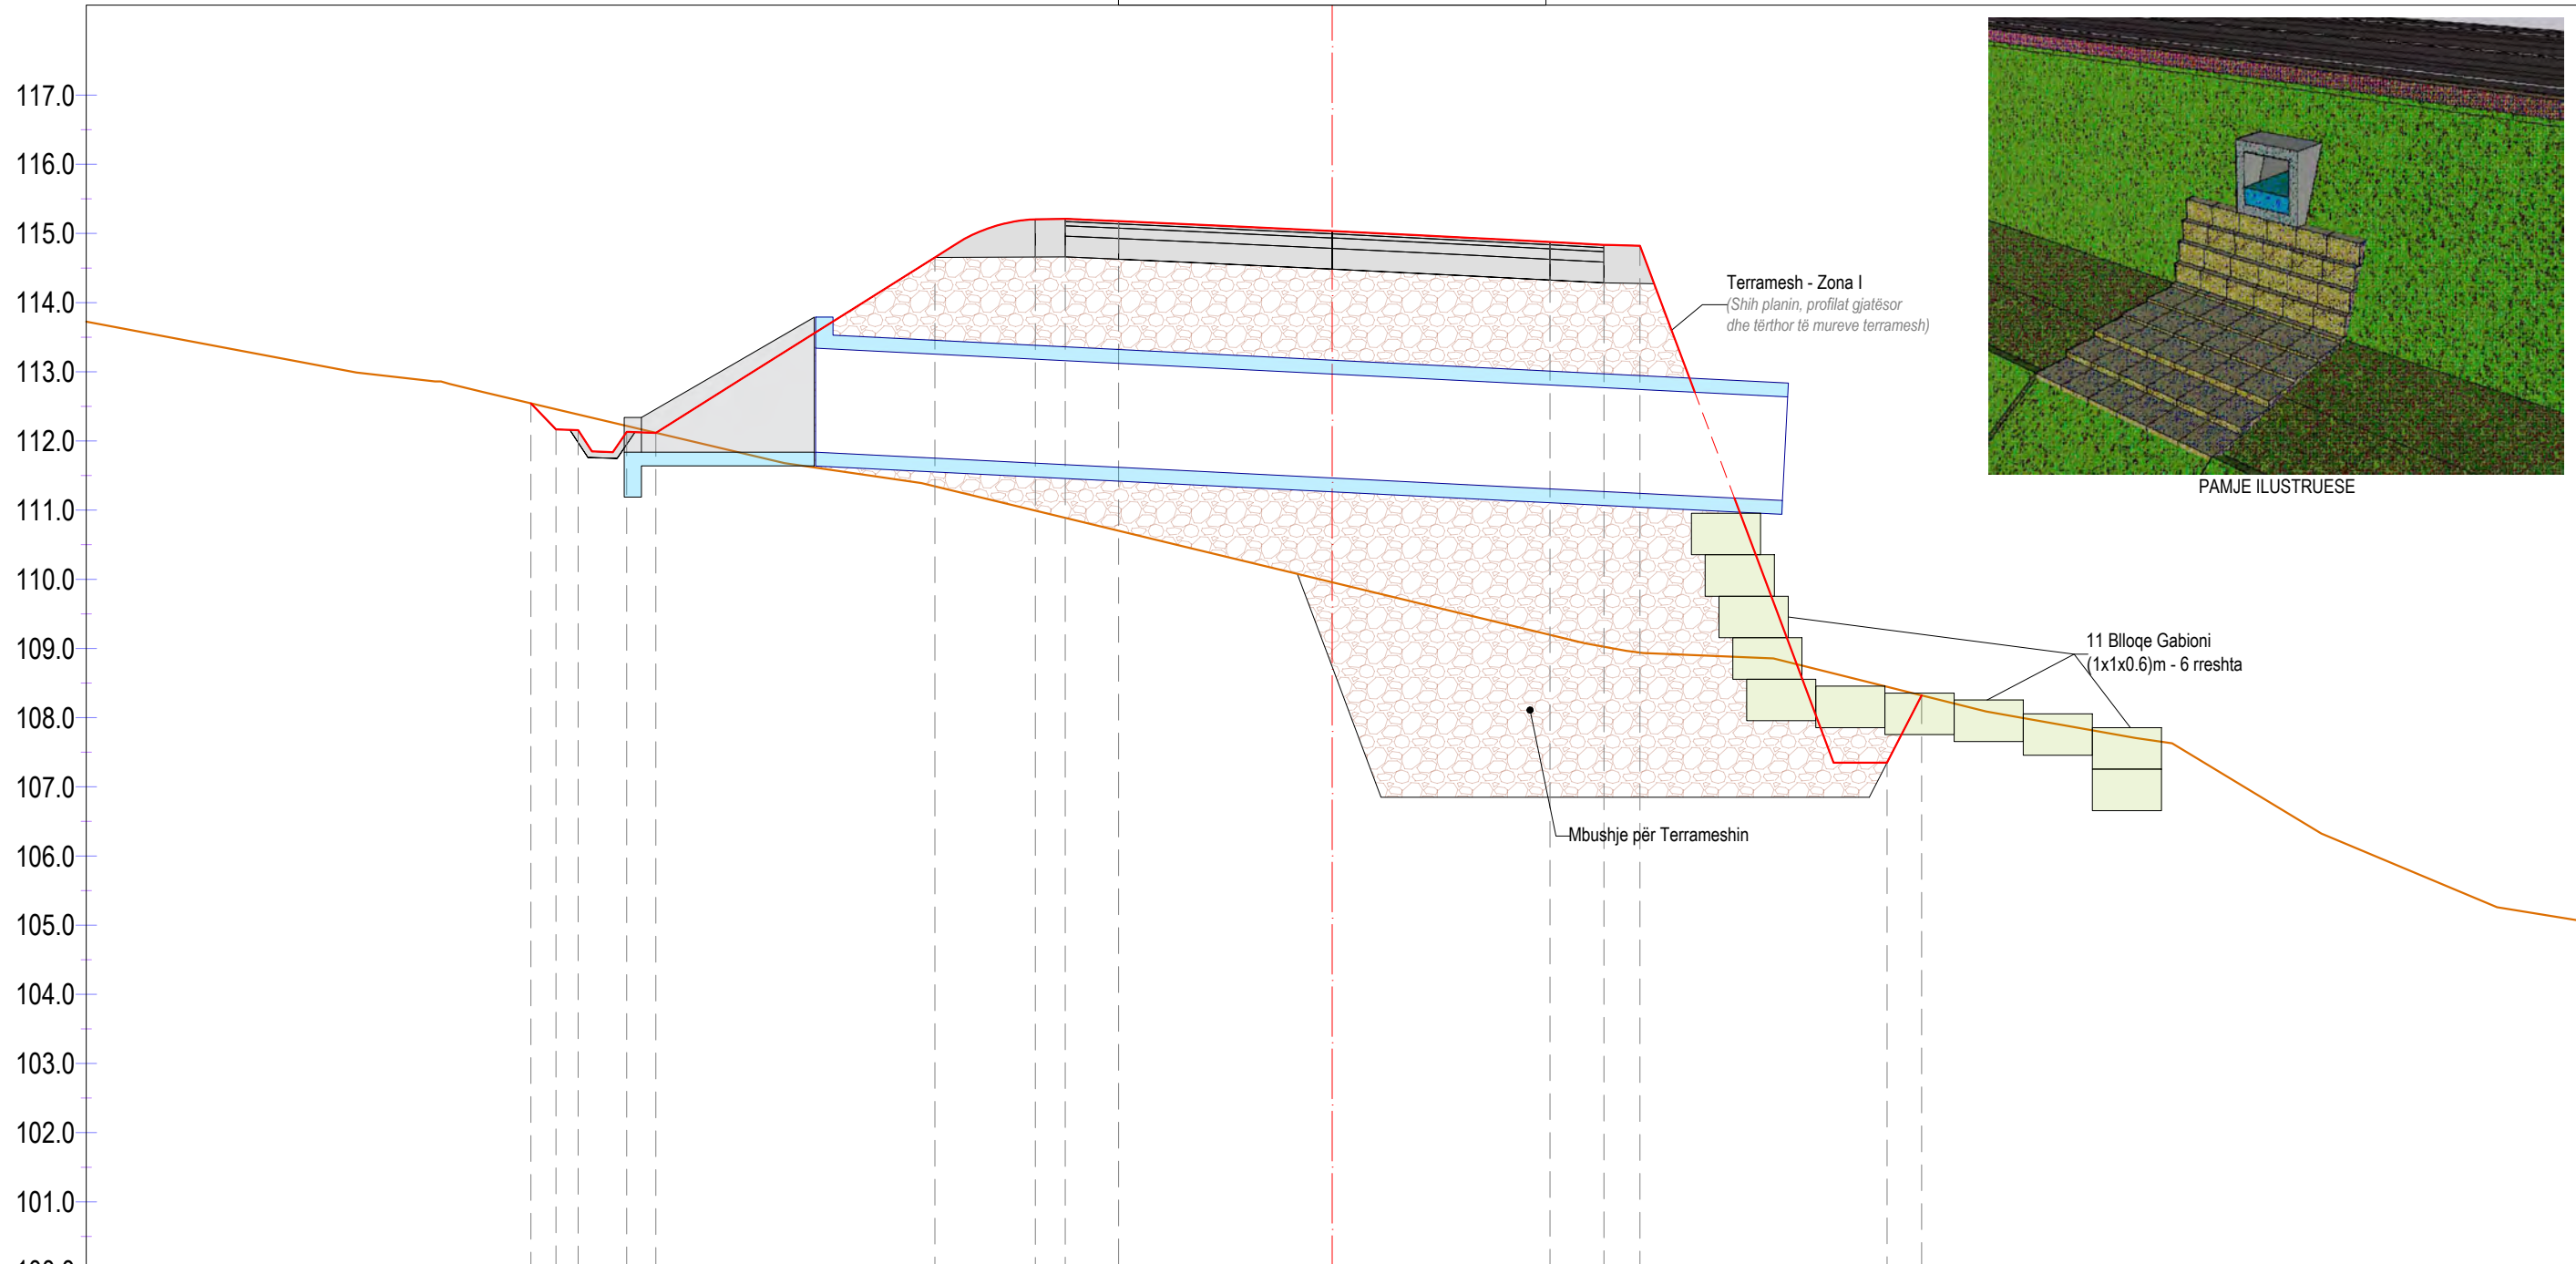 117.0
116.0
115.0
114.0
113.0
112.0
111.0
110.0
109.0
108.0
107.0
106.0
105.0
104.0
103.0
102.0
101.0
Terramesh - Zona I
(Shih planin, profilat gjatësor
dhe tërthor të mureve terramesh)
PAMJE ILUSTRUESE
11 Blloqe Gabioni
(1x1x0.6)m - 6 rreshta
Mbushje për Terrameshin